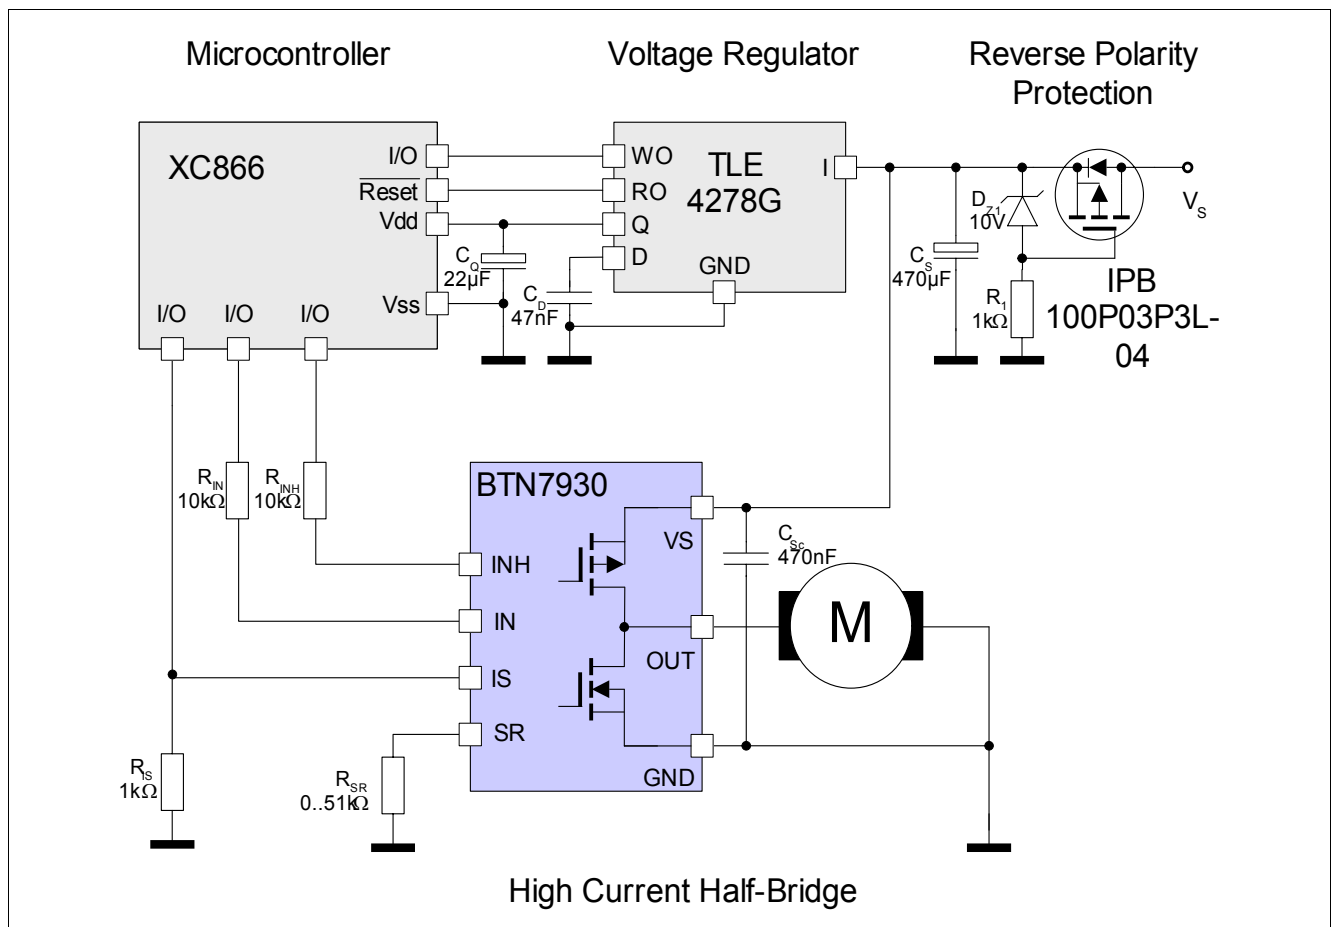 Microcontroller
Voltage Regulator
Reverse Polarity
Protection
XC866
I/O
Reset
Vdd
Vss
I/O
I/O
I/O
WO
RO
Q
D
TLE
4278G
I
GND
C_Q
22µF
C_D
47nF
C_S
470µF
D_Z1
10V
R_1
1kΩ
V_S
IPB
100P03P3L-
04
R_IN
10kΩ
R_INH
10kΩ
BTN7930
VS
INH
IN
IS
SR
OUT
GND
C_Sc
470nF
M
R_IS
1kΩ
R_SR
0..51kΩ
High Current Half-Bridge